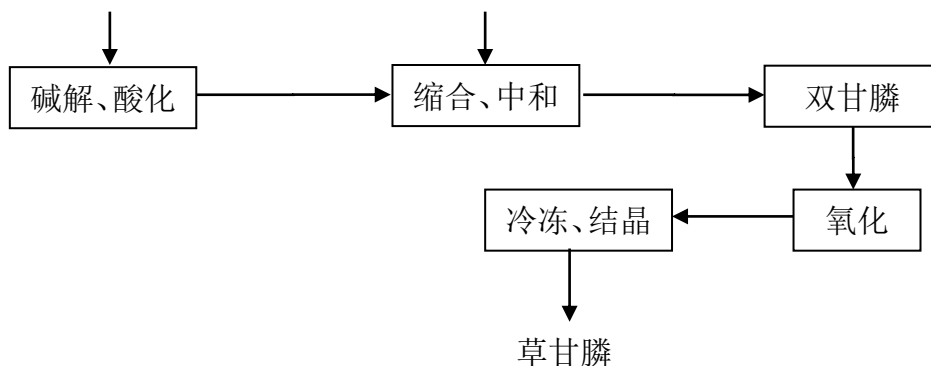 碱解、酸化
缩合、中和
双甘膦
冷冻、结晶
氧化
草甘膦